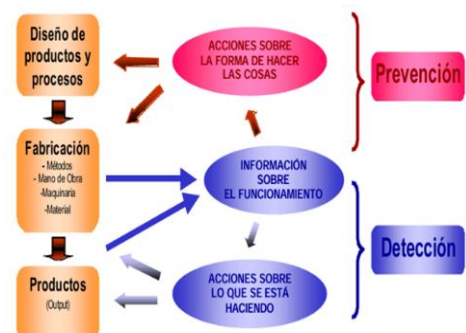 Diseño de
productos y
procesos
ACCIONES SOBRE
LA FORMA DE HACER
LAS COSAS
Prevención
Fabricación
- Métodos
- Mano de Obra
-Maquinaria
-Material
INFORMACIÓN
SOBRE
EL FUNCIONAMIENTO
Detección
Productos
(Output)
ACCIONES SOBRE
LO QUE SE ESTÁ
HACIENDO